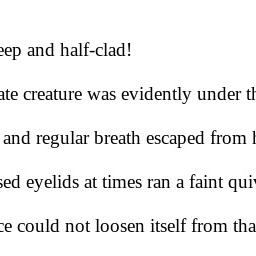 eep and half-clad!
ate creature was evidently under th
and regular breath escaped from h
sed eyelids at times ran a faint quiv
ce could not loosen itself from tha